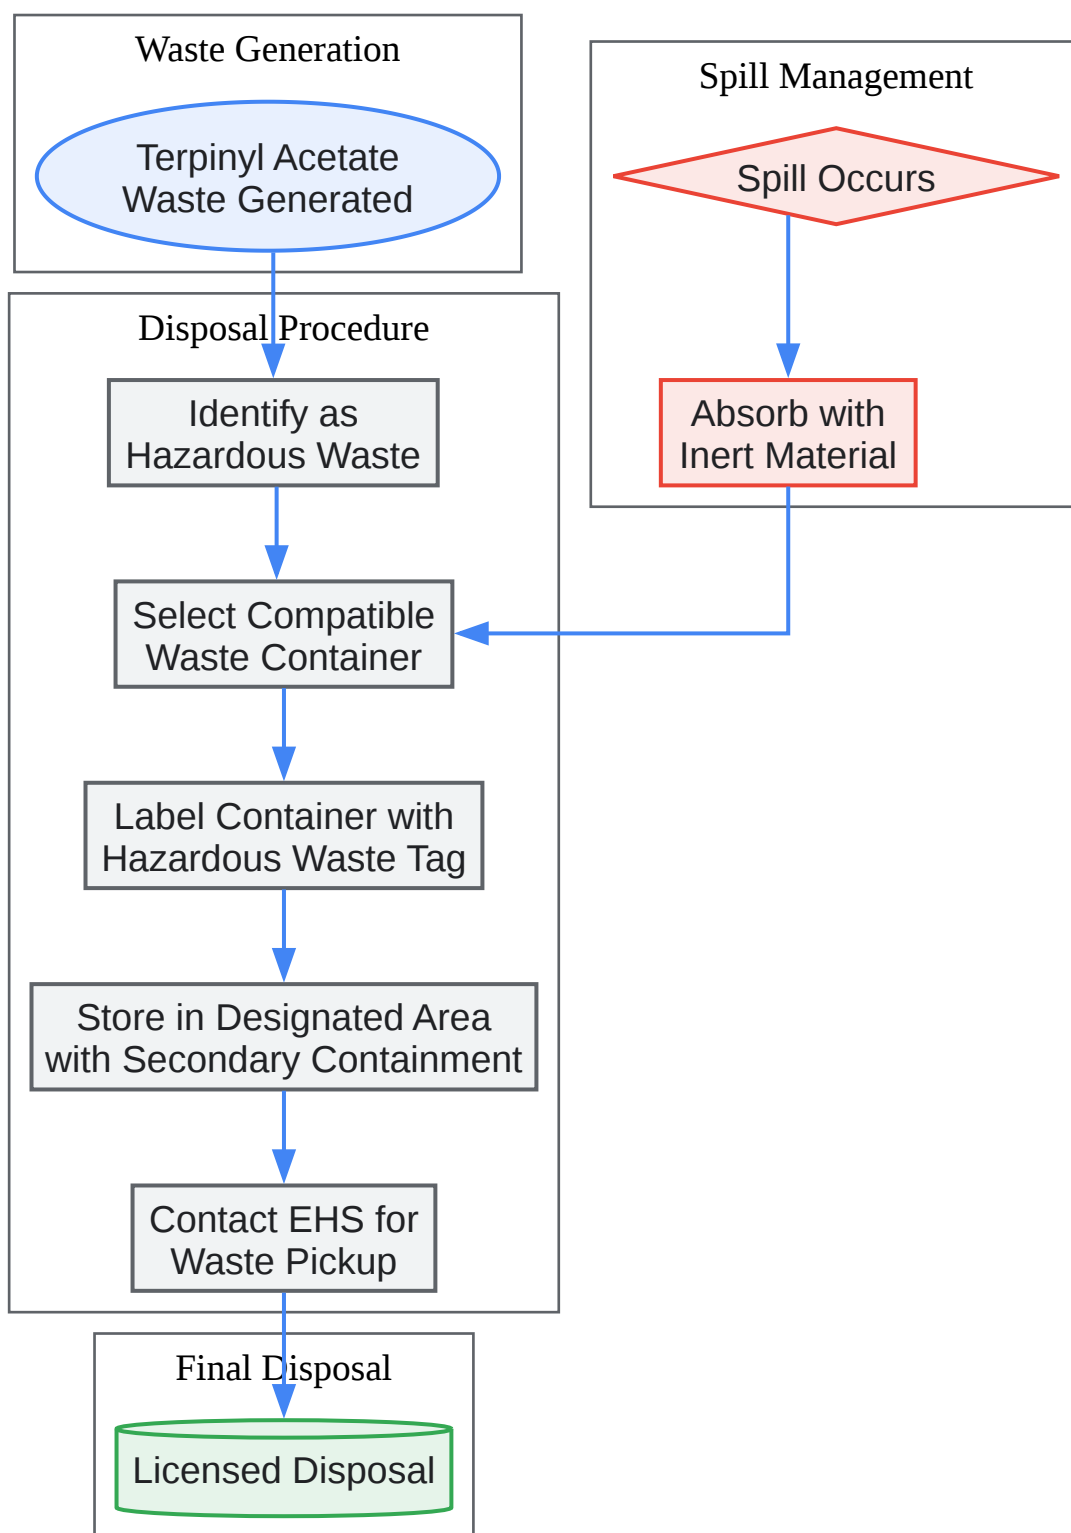 Waste Generation
Terpinyl Acetate
Waste Generated
Spill Management
Spill Occurs
Absorb with
Inert Material
Disposal Procedure
Identify as
Hazardous Waste
Select Compatible
Waste Container
Label Container with
Hazardous Waste Tag
Store in Designated Area
with Secondary Containment
Contact EHS for
Waste Pickup
Final Disposal
Licensed Disposal